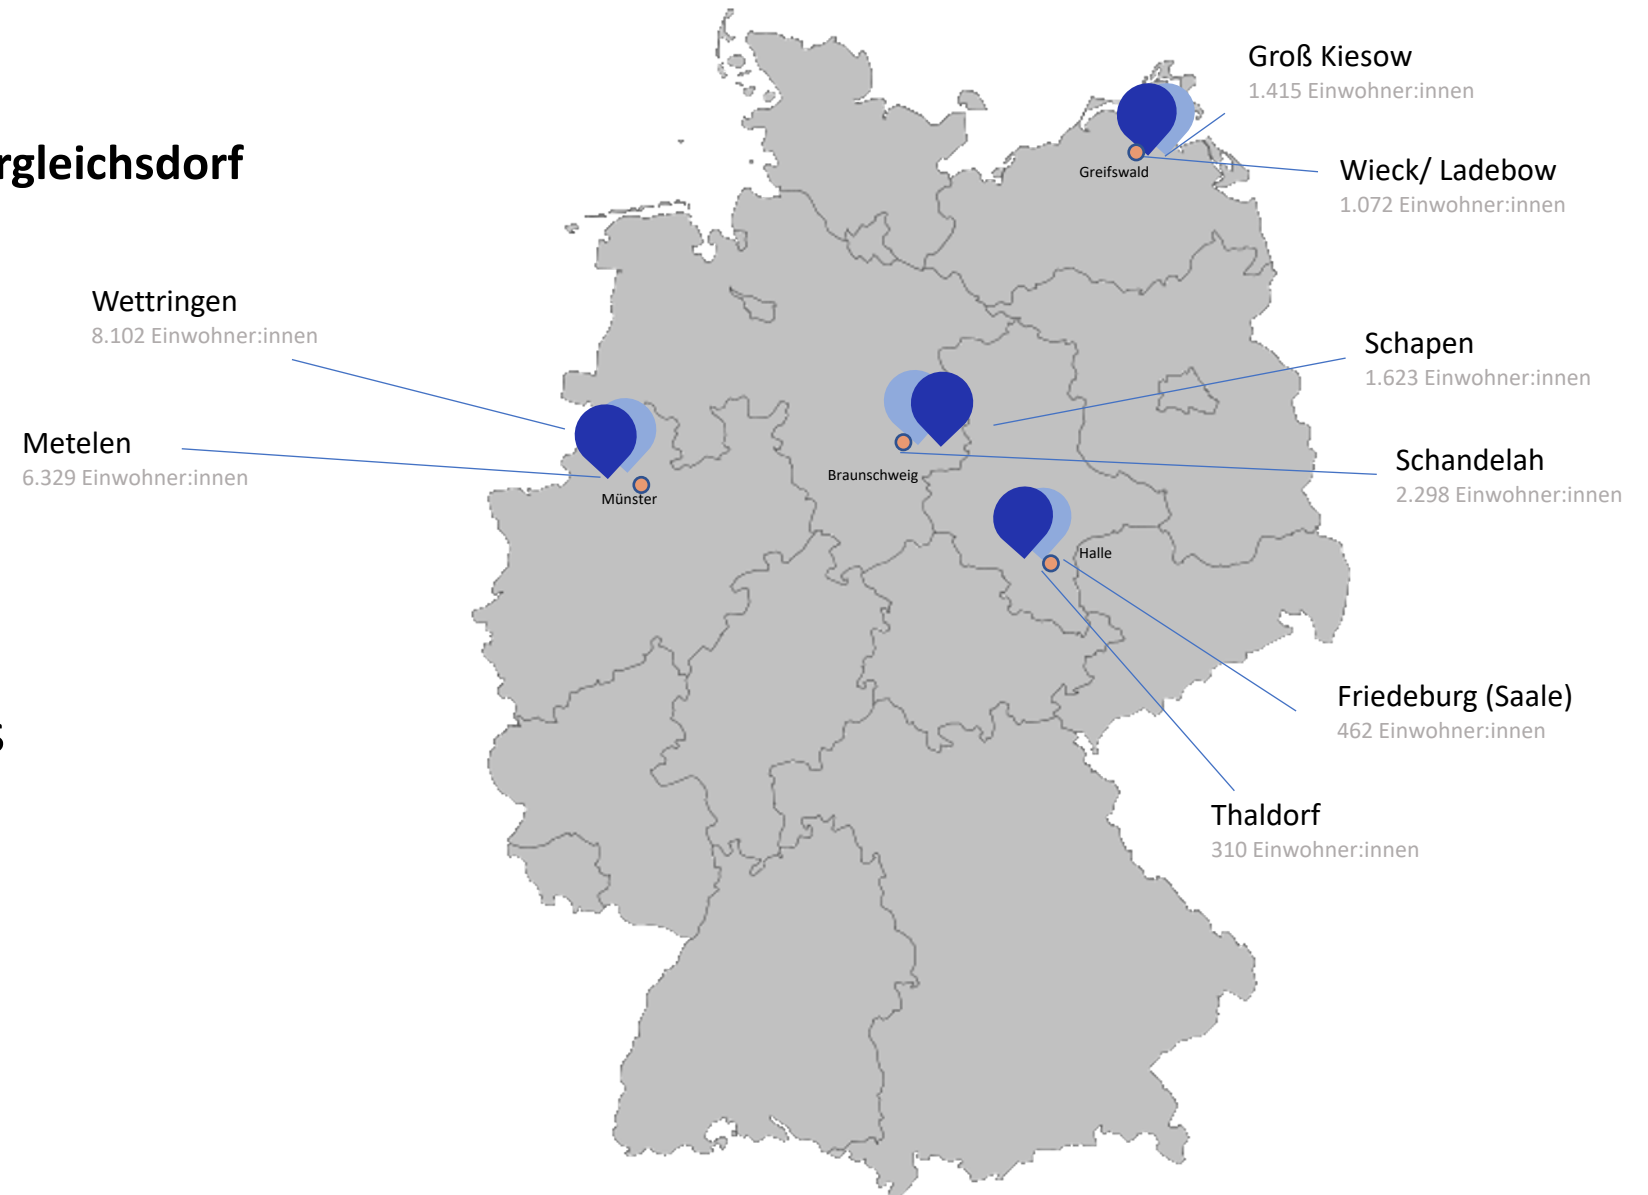 Groß Kiesow
1.415 Einwohner:innen
rgleichsdorf
Greifswald
Wieck/ Ladebow
1.072 Einwohner:innen
Wettringen
8.102 Einwohner:innen
Schapen
1.623 Einwohner:innen
Metelen
6.329 Einwohner:innen
Münster
Braunschweig
Schandelah
2.298 Einwohner:innen
Halle
Friedeburg (Saale)
462 Einwohner:innen
s
Thaldorf
310 Einwohner:innen